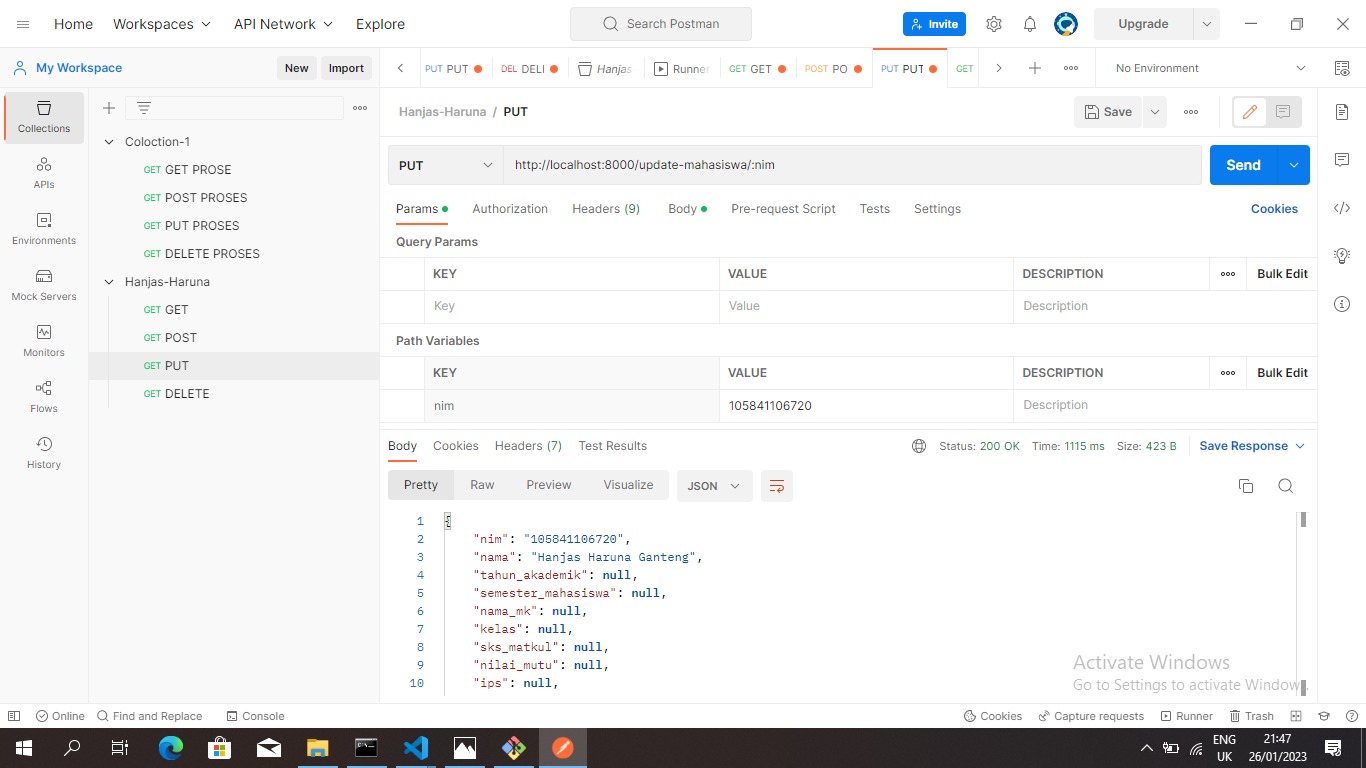 Home Workspaces API Network Explore Search Postman Invite Upgrade
My Workspace New Import PUT PUT DEL DELI Hanjas Runner GET GET POST PO PUT PUT GET No Environment
Collections
APIs
Environments
Mock Servers
Monitors
Flows
History
Coloction-1
GET GET PROSE
GET POST PROSES
GET PUT PROSES
GET DELETE PROSES
Hanjas-Haruna
GET GET
GET POST
GET PUT
GET DELETE
Hanjas-Haruna / PUT Save
PUT http://localhost:8000/update-mahasiswa/:nim Send
Params Authorization Headers (9) Body Pre-request Script Tests Settings Cookies
Query Params
KEY VALUE DESCRIPTION Bulk Edit
Key Value Description
Path Variables
KEY VALUE DESCRIPTION Bulk Edit
nim 105841106720 Description
Body Cookies Headers (7) Test Results Status: 200 OK Time: 1115 ms Size: 423 B Save Response
Pretty Raw Preview Visualize JSON
1 {
2 "nim": "105841106720",
3 "nama": "Hanjas Haruna Ganteng",
4 "tahun_akademik": null,
5 "semester_mahasiswa": null,
6 "nama_mk": null,
7 "kelas": null,
8 "sks_matkul": null,
9 "nilai_mutu": null,
10 "ips": null,
Activate Windows
Go to Settings to activate Windows.
Online Find and Replace Console Cookies Capture requests Runner Trash
ENG 21:47
UK 26/01/2023